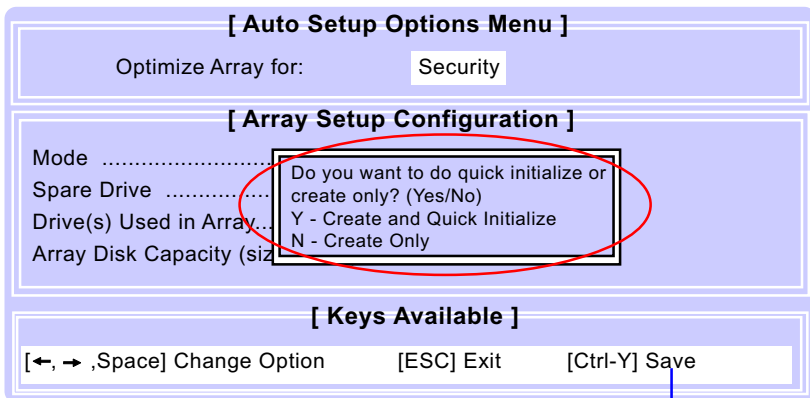 [ Auto Setup Options Menu ]
Optimize Array for: Security
[ Array Setup Configuration ]
Mode ..........................
Spare Drive ................
Drive(s) Used in Array...
Array Disk Capacity (siz
Do you want to do quick initialize or
create only? (Yes/No)
Y - Create and Quick Initialize
N - Create Only
[ Keys Available ]
[←, → ,Space] Change Option [ESC] Exit [Ctrl-Y] Save